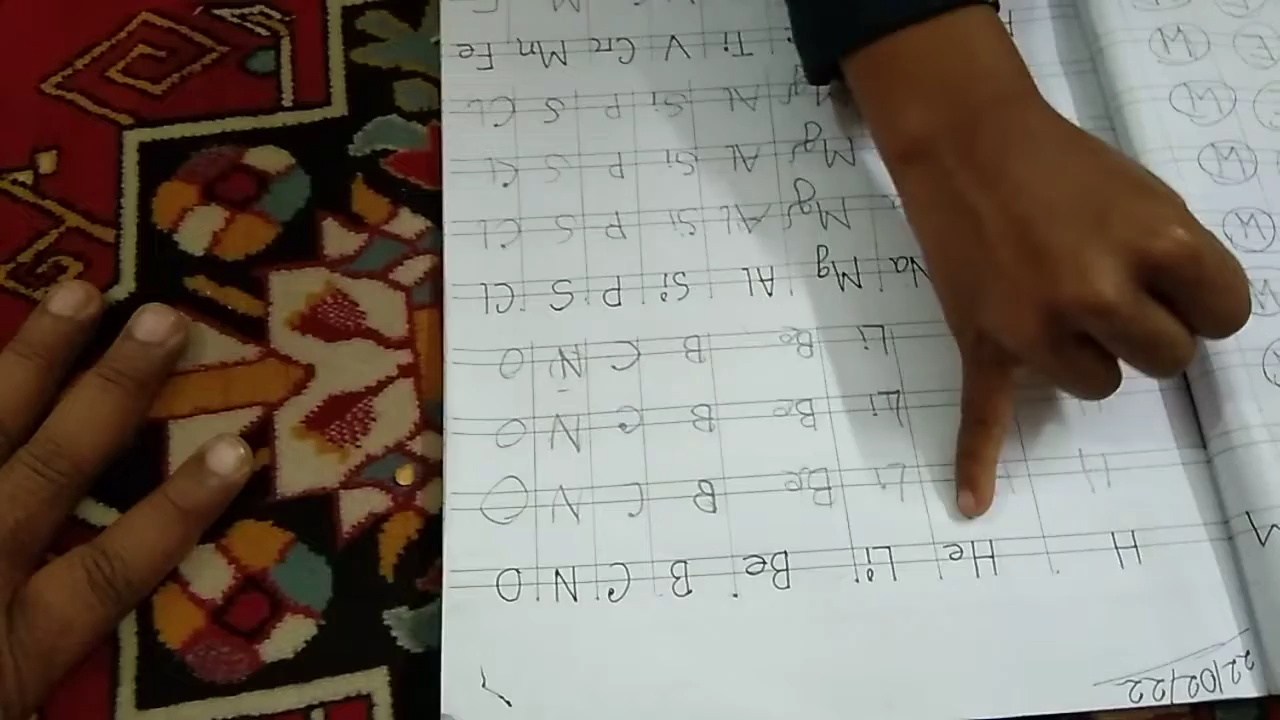 22/02/22
H He Li Be B C N O
H Li Be B C N O
Li Be B C N O
Li Be B C N O
Na Mg AL Si P S CL
Mg AL Si P S CL
Mg AL Si P S CL
Mg AL Si P S CL
Ti V Cr Mn Fe
M
M
M
M